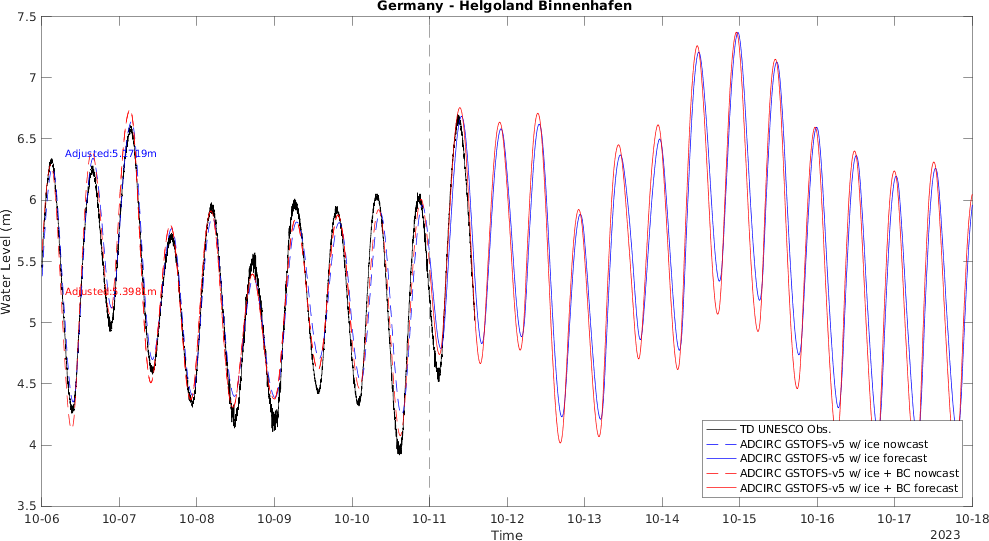 Germany - Helgoland Binnenhafen
7.5
7
6.5
6
5.5
5
4.5
4
3.5
Water Level (m)
Adjusted:5.2719m
Adjusted:5.3981m
TD UNESCO Obs.
ADCIRC GSTOFS-v5 w/ ice nowcast
ADCIRC GSTOFS-v5 w/ ice forecast
ADCIRC GSTOFS-v5 w/ ice + BC nowcast
ADCIRC GSTOFS-v5 w/ ice + BC forecast
10-06 10-07 10-08 10-09 10-10 10-11 10-12 10-13 10-14 10-15 10-16 10-17 10-18
Time
2023